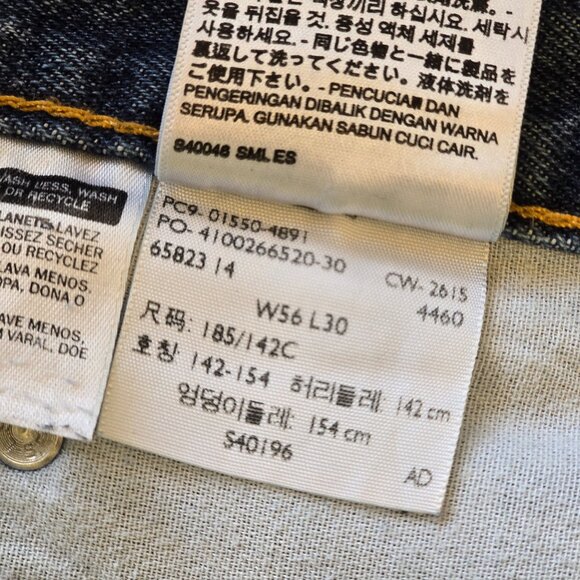 옷을 뒤집을 것. 중성 액체 세제를
사용하세요. - 同じ色物と一緒に製品を
裏返して洗ってください。液体洗剤を
ご使用下さい。 - PENCUCIAN DAN
PENGERINGAN DIBALIK DENGAN WARNA
SERUPA. GUNAKAN SABUN CUCI CAIR.
S40046 SML ES
WASH LESS, WASH
OR RECYCLE
LAVEZ
SÉCHER
OU RECYCLEZ
LAVA MENOS,
DONA O
LAVE MENOS,
VARAL, DOE
PC9- 01550-4891
PO- 4100266520-30
65823 14
CW- 2615
4460
W56 L30
尺码: 185/142C
호칭 142-154 허리둘레: 142 cm
엉덩이둘레: 154 cm
S40196
AD